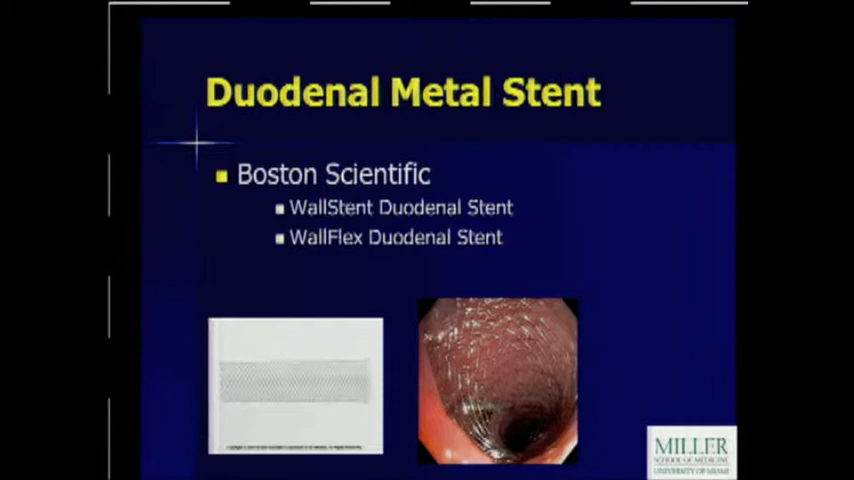 Duodenal Metal Stent
Boston Scientific
WallStent Duodenal Stent
WallFlex Duodenal Stent
MILLER
SCHOOL OF MEDICINE
UNIVERSITY OF MIAMI